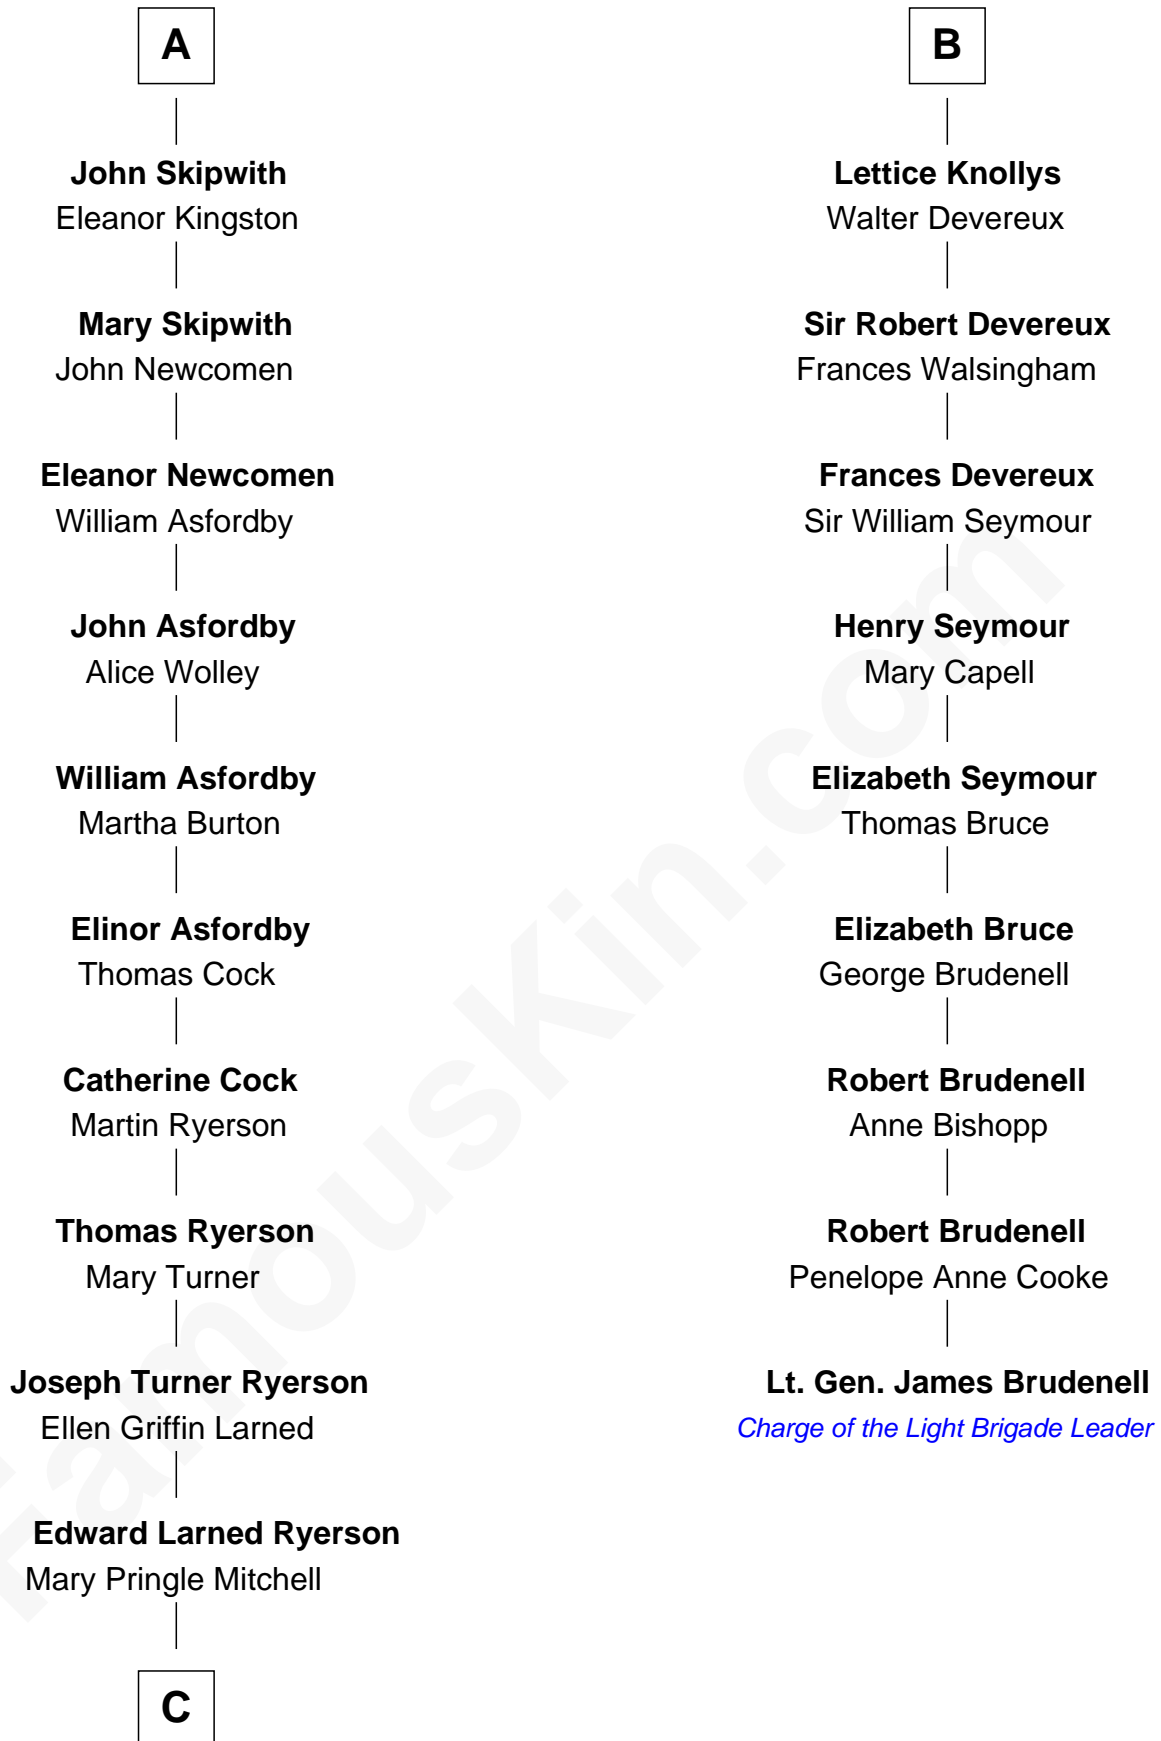 A
John Skipwith
Eleanor Kingston
Mary Skipwith
John Newcomen
Eleanor Newcomen
William Asfordby
John Asfordby
Alice Wolley
William Asfordby
Martha Burton
Elinor Asfordby
Thomas Cock
Catherine Cock
Martin Ryerson
Thomas Ryerson
Mary Turner
Joseph Turner Ryerson
Ellen Griffin Larned
Edward Larned Ryerson
Mary Pringle Mitchell
C
B
Lettice Knollys
Walter Devereux
Sir Robert Devereux
Frances Walsingham
Frances Devereux
Sir William Seymour
Henry Seymour
Mary Capell
Elizabeth Seymour
Thomas Bruce
Elizabeth Bruce
George Brudenell
Robert Brudenell
Anne Bishopp
Robert Brudenell
Penelope Anne Cooke
Lt. Gen. James Brudenell
Charge of the Light Brigade Leader
FamousKin.com